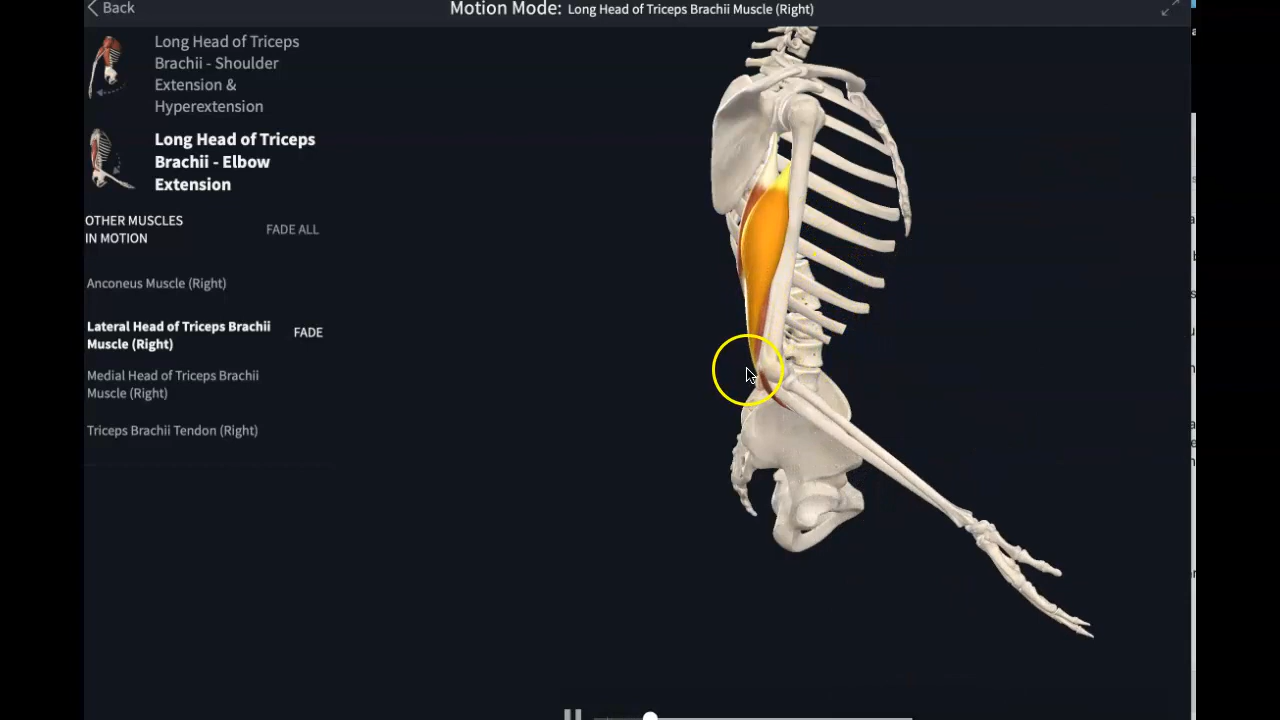 Back
Motion Mode: Long Head of Triceps Brachii Muscle (Right)
Long Head of Triceps
Brachii - Shoulder
Extension &
Hyperextension
Long Head of Triceps
Brachii - Elbow
Extension
OTHER MUSCLES
IN MOTION
FADE ALL
Anconeus Muscle (Right)
Lateral Head of Triceps Brachii
Muscle (Right)
FADE
Medial Head of Triceps Brachii
Muscle (Right)
Triceps Brachii Tendon (Right)